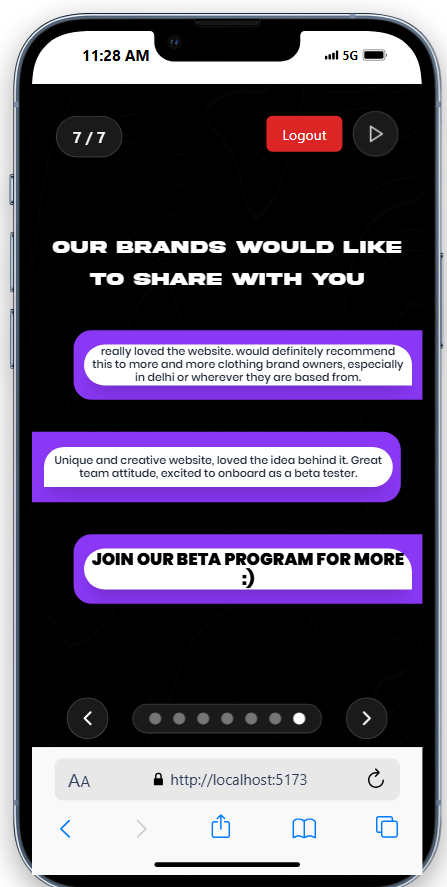 11:28 AM
5G
7 / 7
Logout
OUR BRANDS WOULD LIKE
TO SHARE WITH YOU
really loved the website. would definitely recommend
this to more and more clothing brand owners, especially
in delhi or wherever they are based from.
Unique and creative website, loved the idea behind it. Great
team attitude, excited to onboard as a beta tester.
JOIN OUR BETA PROGRAM FOR MORE
:)
AA
http://localhost:5173